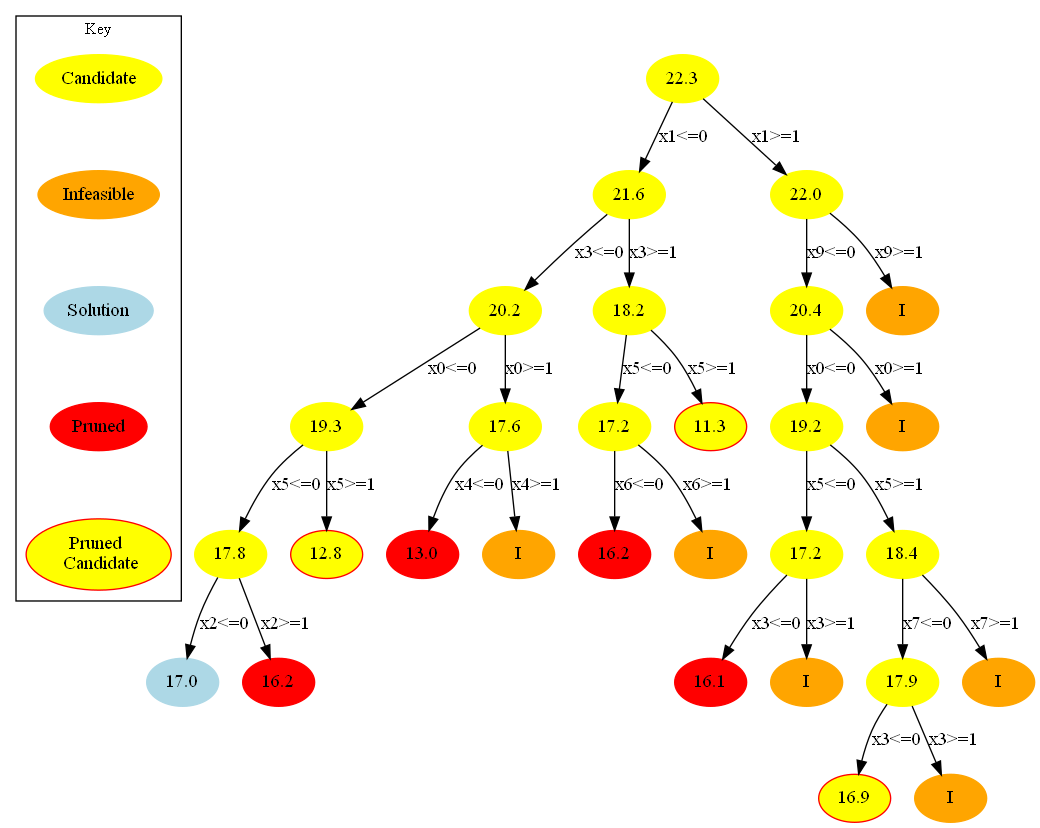 Key
Candidate
Infeasible
Solution
Pruned
Pruned
Candidate
22.3
x1<=0
x1>=1
21.6
22.0
x3<=0
x3>=1
x9<=0
x9>=1
20.2
18.2
20.4
I
x0<=0
x0>=1
x5<=0
x5>=1
x0<=0
x0>=1
19.3
17.6
17.2
11.3
19.2
I
x5<=0
x5>=1
x4<=0
x4>=1
x6<=0
x6>=1
x5<=0
x5>=1
17.8
12.8
13.0
I
16.2
I
17.2
18.4
x2<=0
x2>=1
x3<=0
x3>=1
x7<=0
x7>=1
17.0
16.2
16.1
I
17.9
I
x3<=0
x3>=1
16.9
I